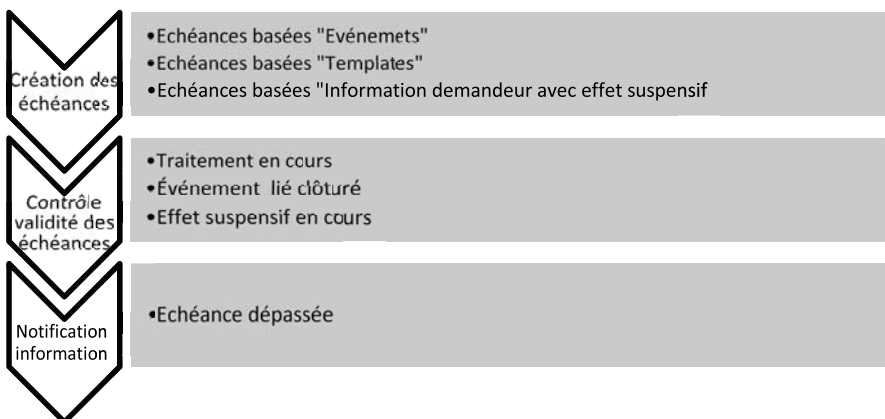 Création des
échéances
•Echéances basées "Evénemets"
•Echéances basées "Templates"
•Echéances basées "Information demandeur avec effet suspensif
Contrôle
validité des
échéances
•Traitement en cours
•Événement lié clôturé
•Effet suspensif en cours
Notification
information
•Echéance dépassée